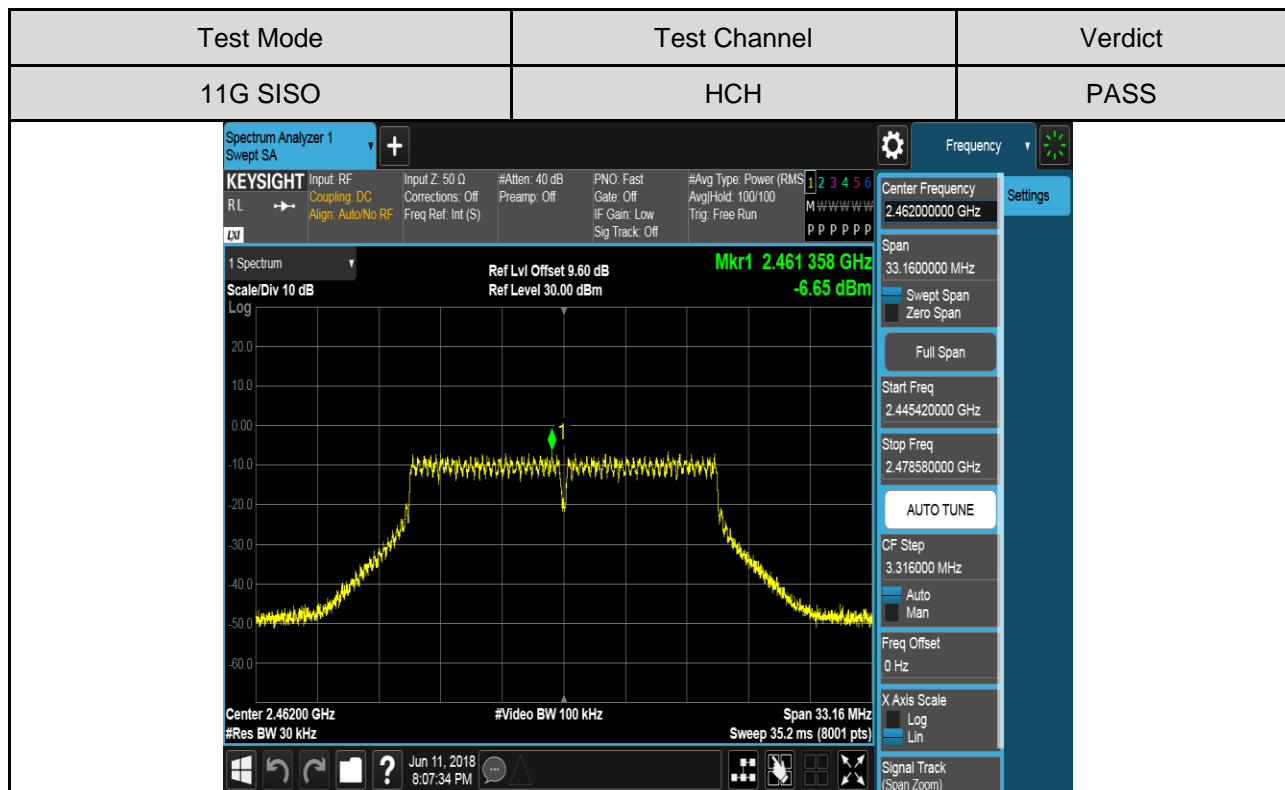 Test Mode Test Channel Verdict
11G SISO HCH PASS
Spectrum Analyzer 1
Swept SA
+
Frequency
KEYSIGHT Input: RF Input Z: 50 Ω #Atten: 40 dB PNO: Fast #Avg Type: Power (RMS 1 2 3 4 5 6
RL Coupling: DC Corrections: Off Preamp: Off Gate: Off Avg|Hold: 100/100 M W W W W W
Align: Auto/No RF Freq Ref: Int (S) IF Gain: Low Trig: Free Run
LXI Sig Track: Off P P P P P P
1 Spectrum Ref Lvl Offset 9.60 dB Mkr1 2.461 358 GHz
Scale/Div 10 dB Ref Level 30.00 dBm -6.65 dBm
Log
20.0
10.0
0.00
1
-10.0
-20.0
-30.0
-40.0
-50.0
-60.0
Center 2.46200 GHz #Video BW 100 kHz Span 33.16 MHz
#Res BW 30 kHz Sweep 35.2 ms (8001 pts)
? Jun 11, 2018
8:07:34 PM
Center Frequency
2.462000000 GHz
Settings
Span
33.1600000 MHz
Swept Span
Zero Span
Full Span
Start Freq
2.445420000 GHz
Stop Freq
2.478580000 GHz
AUTO TUNE
CF Step
3.316000 MHz
Auto
Man
Freq Offset
0 Hz
X Axis Scale
Log
Lin
Signal Track
(Span Zoom)